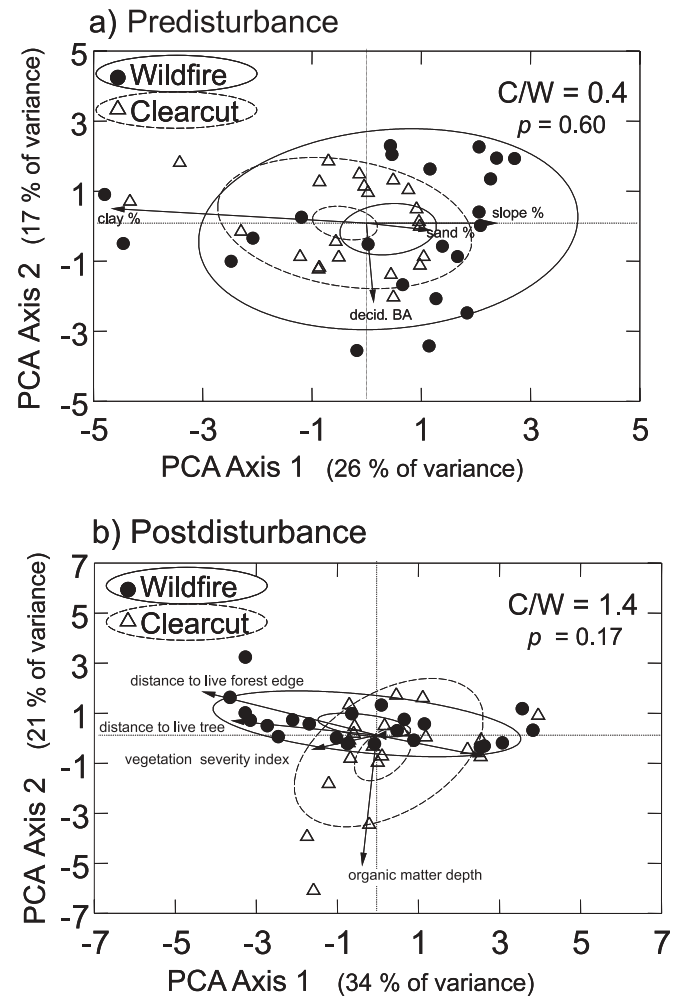 a) Predisturbance
5
3
1
-1
-3
-5
PCA Axis 2 (17 % of variance)
Wildfire
Clearcut
C/W = 0.4
p = 0.60
clay %
slope %
sand %
decid. BA
-5 -3 -1 1 3 5
PCA Axis 1 (26 % of variance)
b) Postdisturbance
7
5
3
1
-1
-3
-5
-7
PCA Axis 2 (21 % of variance)
Wildfire
Clearcut
C/W = 1.4
p = 0.17
distance to live forest edge
distance to live tree
vegetation severity index
organic matter depth
-7 -5 -3 -1 1 3 5 7
PCA Axis 1 (34 % of variance)